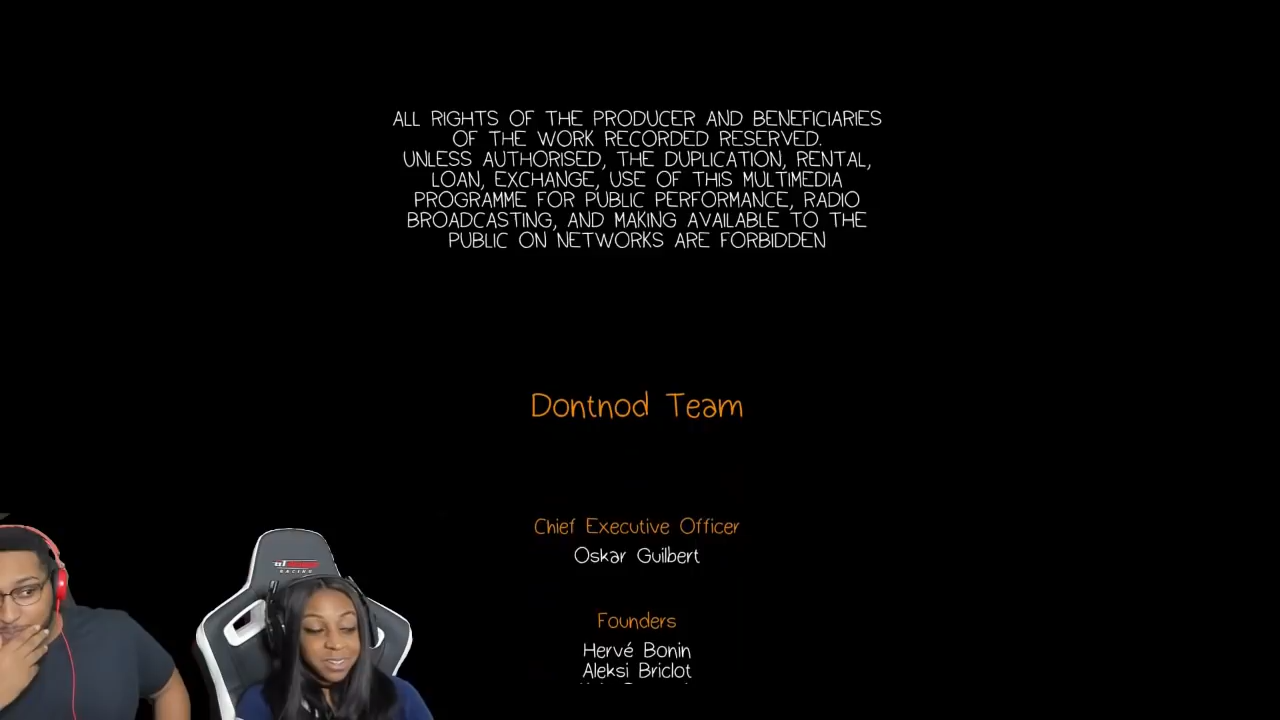 ALL RIGHTS OF THE PRODUCER AND BENEFICIARIES
OF THE WORK RECORDED RESERVED.
UNLESS AUTHORISED, THE DUPLICATION, RENTAL,
LOAN, EXCHANGE, USE OF THIS MULTIMEDIA
PROGRAMME FOR PUBLIC PERFORMANCE, RADIO
BROADCASTING, AND MAKING AVAILABLE TO THE
PUBLIC ON NETWORKS ARE FORBIDDEN
Dontnod Team
Chief Executive Officer
Oskar Guilbert
Founders
Hervé Bonin
Aleksi Briclot
RACING